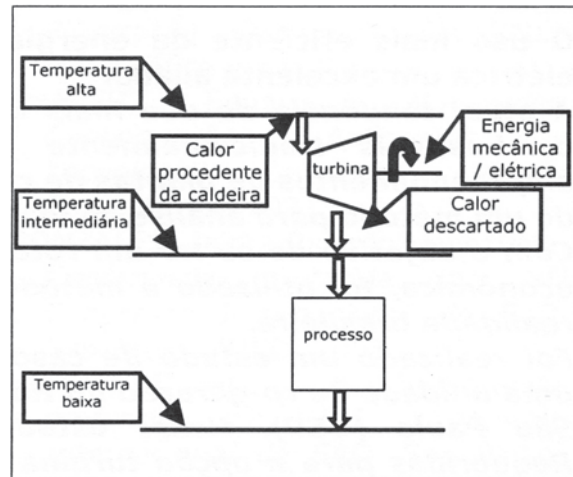 Temperatura
alta
Calor
procedente
da caldeira
turbina
Energia
mecânica
/ elétrica
Temperatura
intermediária
Calor
descartado
processo
Temperatura
baixa